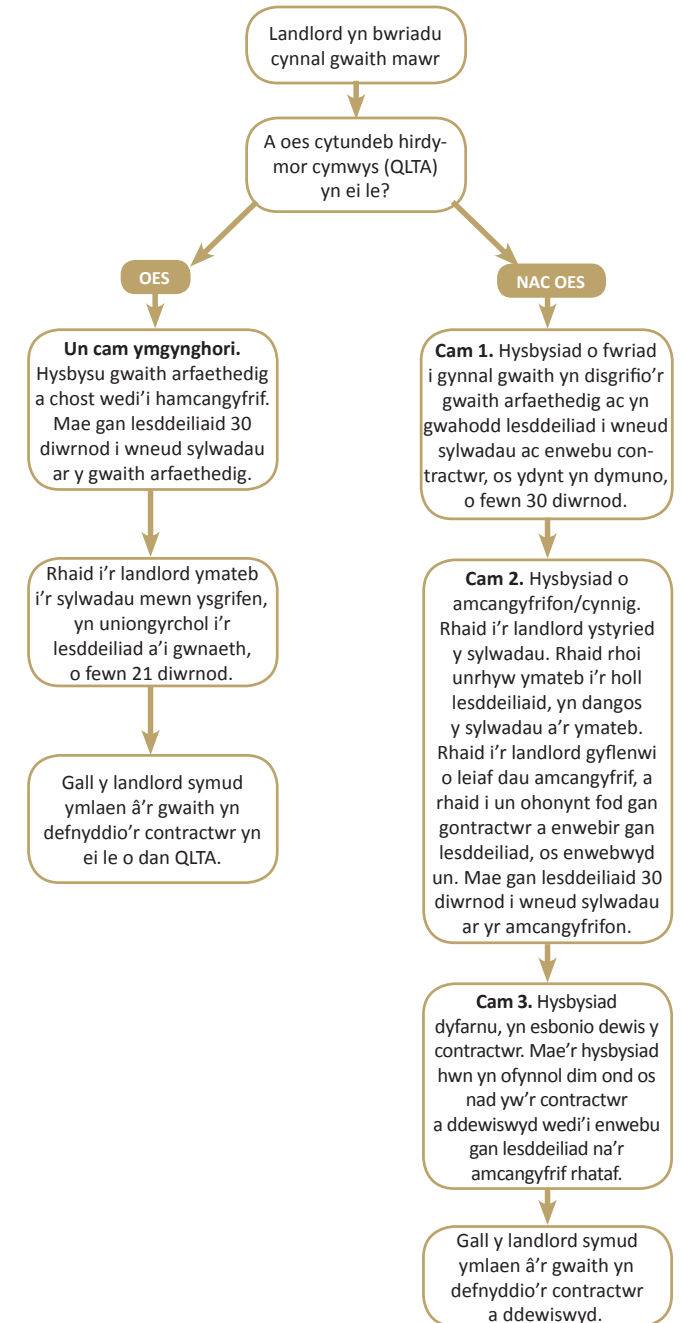 Landlord yn bwriadu
cynnal gwaith mawr
A oes cytundeb hirdy-
mor cymwys (QLTA)
yn ei le?
OES
Un cam ymgynghori.
Hysbysu gwaith arfaethedig
a chost wedi'i hamcangyfrif.
Mae gan lesddeiliaid 30
diwrnod i wneud sylwadau
ar y gwaith arfaethedig.
Rhaid i'r landlord ymateb
i'r sylwadau mewn ysgrifen,
yn uniongyrchol i'r
lesddeiliad a'i gwnaeth,
o fewn 21 diwrnod.
Gall y landlord symud
ymlaen â'r gwaith yn
defnyddio'r contractwr yn
ei le o dan QLTA.
NAC OES
Cam 1. Hysbysiad o fwriad
i gynnal gwaith yn disgrifio'r
gwaith arfaethedig ac yn
gwahodd lesddeiliad i wneud
sylwadau ac enwebu con-
tractwr, os ydynt yn dymuno,
o fewn 30 diwrnod.
Cam 2. Hysbysiad o
amcangyfrifon/cynnig.
Rhaid i'r landlord ystyried
y sylwadau. Rhaid rhoi
unrhyw ymateb i'r holl
lesddeiliaid, yn dangos
y sylwadau a'r ymateb.
Rhaid i'r landlord gyflenwi
o leiaf dau amcangyfrif, a
rhaid i un ohonynt fod gan
gontractwr a enwebir gan
lesddeiliad, os enwebwyd
un. Mae gan lesddeiliaid 30
diwrnod i wneud sylwadau
ar yr amcangyfrifon.
Cam 3. Hysbysiad
dyfarnu, yn esbonio dewis y
contractwr. Mae'r hysbysiad
hwn yn ofynnol dim ond os
nad yw'r contractwr
a ddewiswyd wedi'i enwebu
gan lesddeiliad na'r
amcangyfrif rhataf.
Gall y landlord symud
ymlaen â'r gwaith yn
defnyddio'r contractwr
a ddewiswyd.